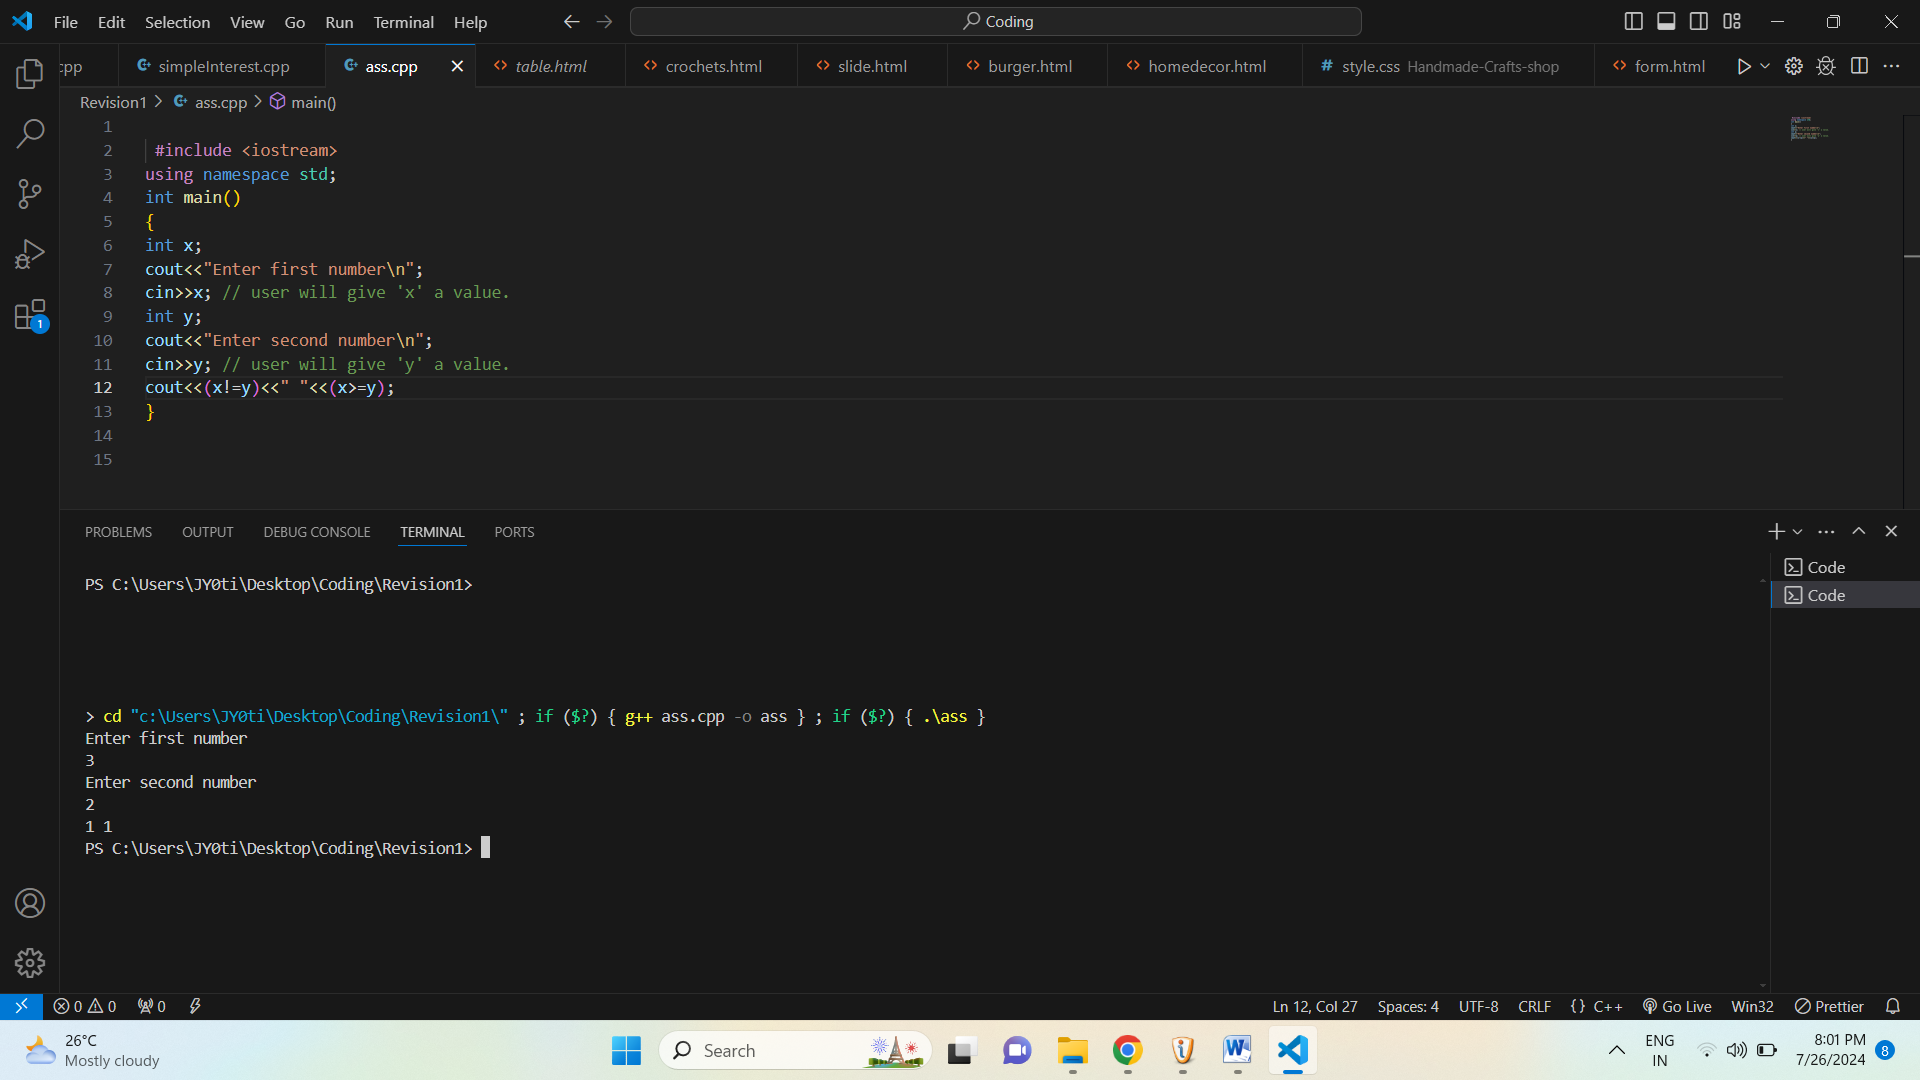 File Edit Selection View Go Run Terminal Help
Coding
cpp
simpleInterest.cpp
ass.cpp
table.html
crochets.html
slide.html
burger.html
homedecor.html
style.css Handmade-Crafts-shop
form.html
Revision1 > ass.cpp > main()
1
2 #include <iostream>
3 using namespace std;
4 int main()
5 {
6 int x;
7 cout<<"Enter first number\n";
8 cin>>x; // user will give 'x' a value.
9 int y;
10 cout<<"Enter second number\n";
11 cin>>y; // user will give 'y' a value.
12 cout<<(x!=y)<<" "<<(x>=y);
13 }
14
15
1
PROBLEMS OUTPUT DEBUG CONSOLE TERMINAL PORTS
Code
Code
PS C:\Users\JY0ti\Desktop\Coding\Revision1>
> cd "c:\Users\JY0ti\Desktop\Coding\Revision1\" ; if ($?) { g++ ass.cpp -o ass } ; if ($?) { .\ass }
Enter first number
3
Enter second number
2
1 1
PS C:\Users\JY0ti\Desktop\Coding\Revision1>
0 0 0 Ln 12, Col 27 Spaces: 4 UTF-8 CRLF {} C++ Go Live Win32 Prettier
26°C
Mostly cloudy
Search
ENG
IN
8:01 PM
7/26/2024
8